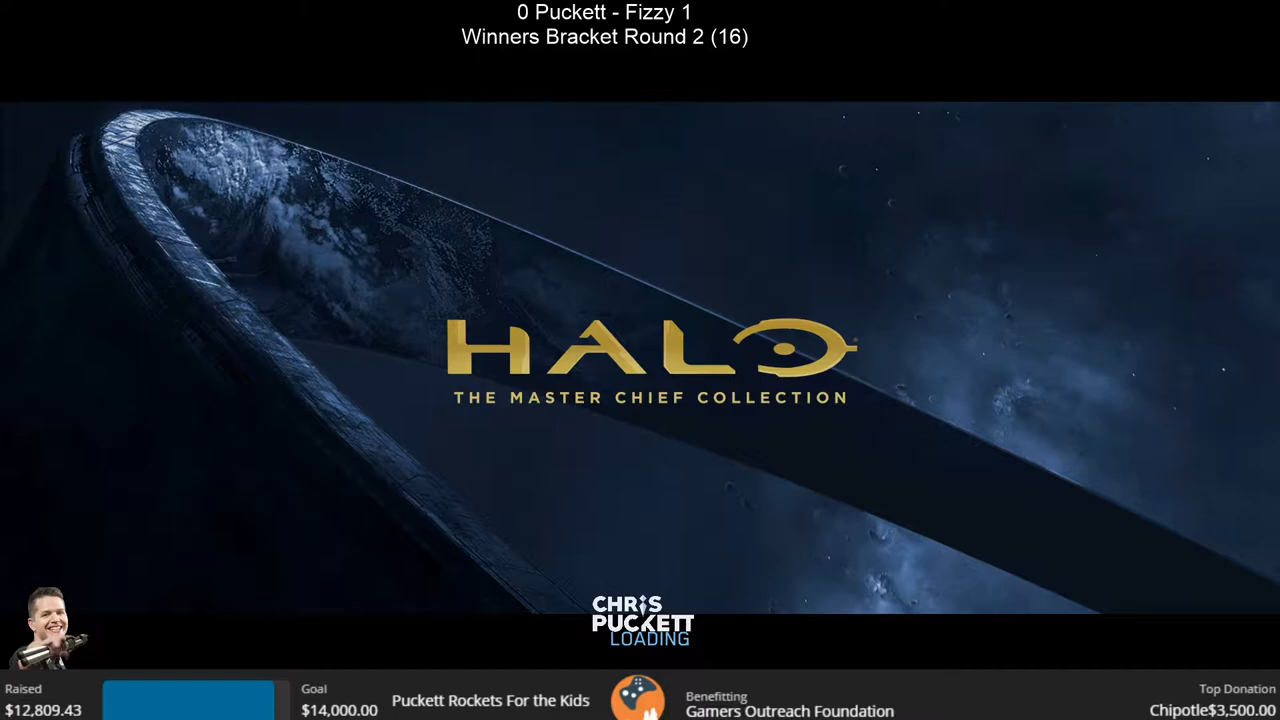 0 Puckett - Fizzy 1
Winners Bracket Round 2 (16)
HALO
THE MASTER CHIEF COLLECTION
CHRIS
PUCKETT
LOADING
Raised
$12,809.43
Goal
$14,000.00
Puckett Rockets For the Kids
Benefitting
Gamers Outreach Foundation
Top Donation
Chipotle$3,500.00